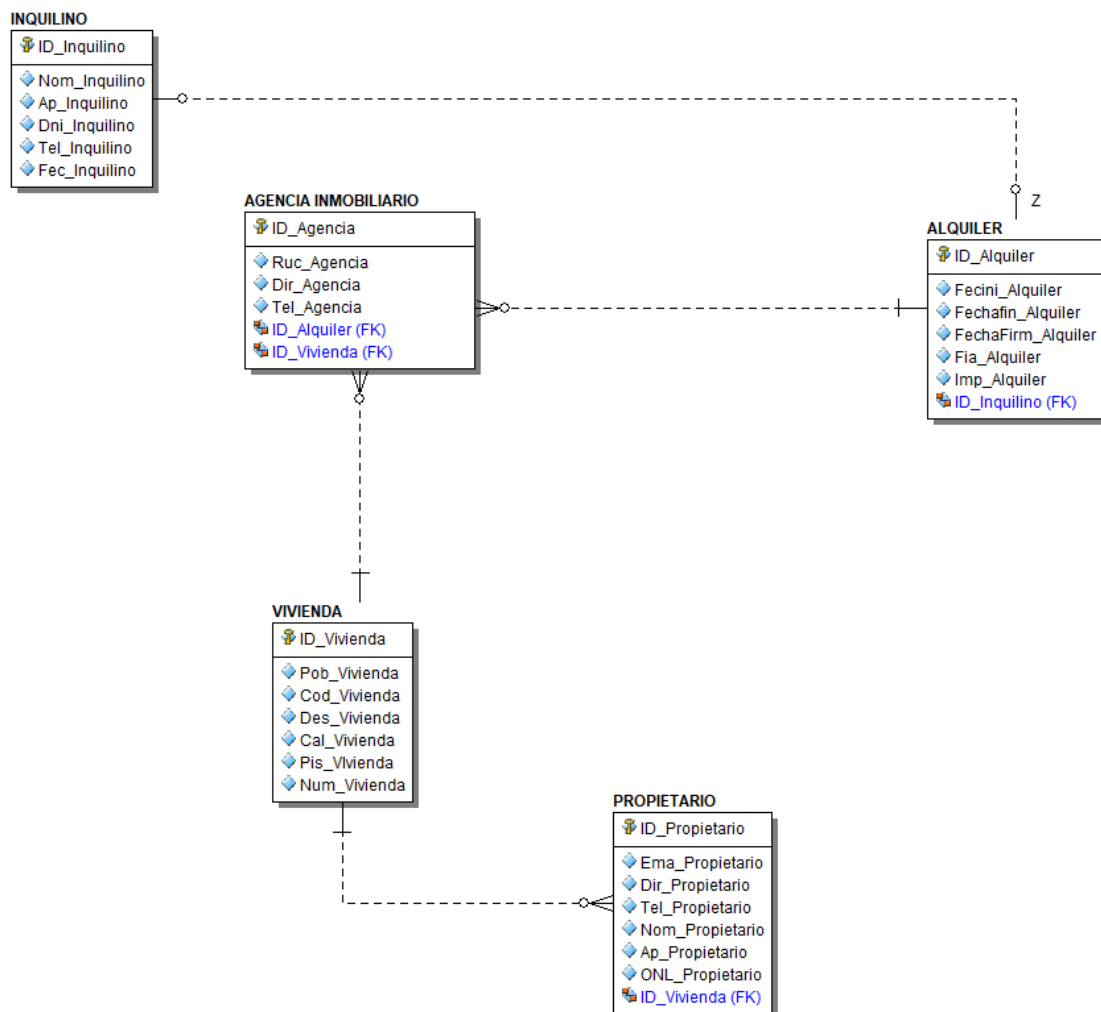 INQUILINO
ID_Inquilino
Nom_Inquilino
Ap_Inquilino
Dni_Inquilino
Tel_Inquilino
Fec_Inquilino
AGENCIA INMOBILIARIO
ID_Agencia
Ruc_Agencia
Dir_Agencia
Tel_Agencia
ID_Alquiler (FK)
ID_Vivienda (FK)
Z
ALQUILER
ID_Alquiler
Fecini_Alquiler
Fechafin_Alquiler
FechaFirm_Alquiler
Fia_Alquiler
Imp_Alquiler
ID_Inquilino (FK)
VIVIENDA
ID_Vivienda
Pob_Vivienda
Cod_Vivienda
Des_Vivienda
Cal_Vivienda
Pis_VIvienda
Num_Vivienda
PROPIETARIO
ID_Propietario
Ema_Propietario
Dir_Propietario
Tel_Propietario
Nom_Propietario
Ap_Propietario
ONL_Propietario
ID_Vivienda (FK)